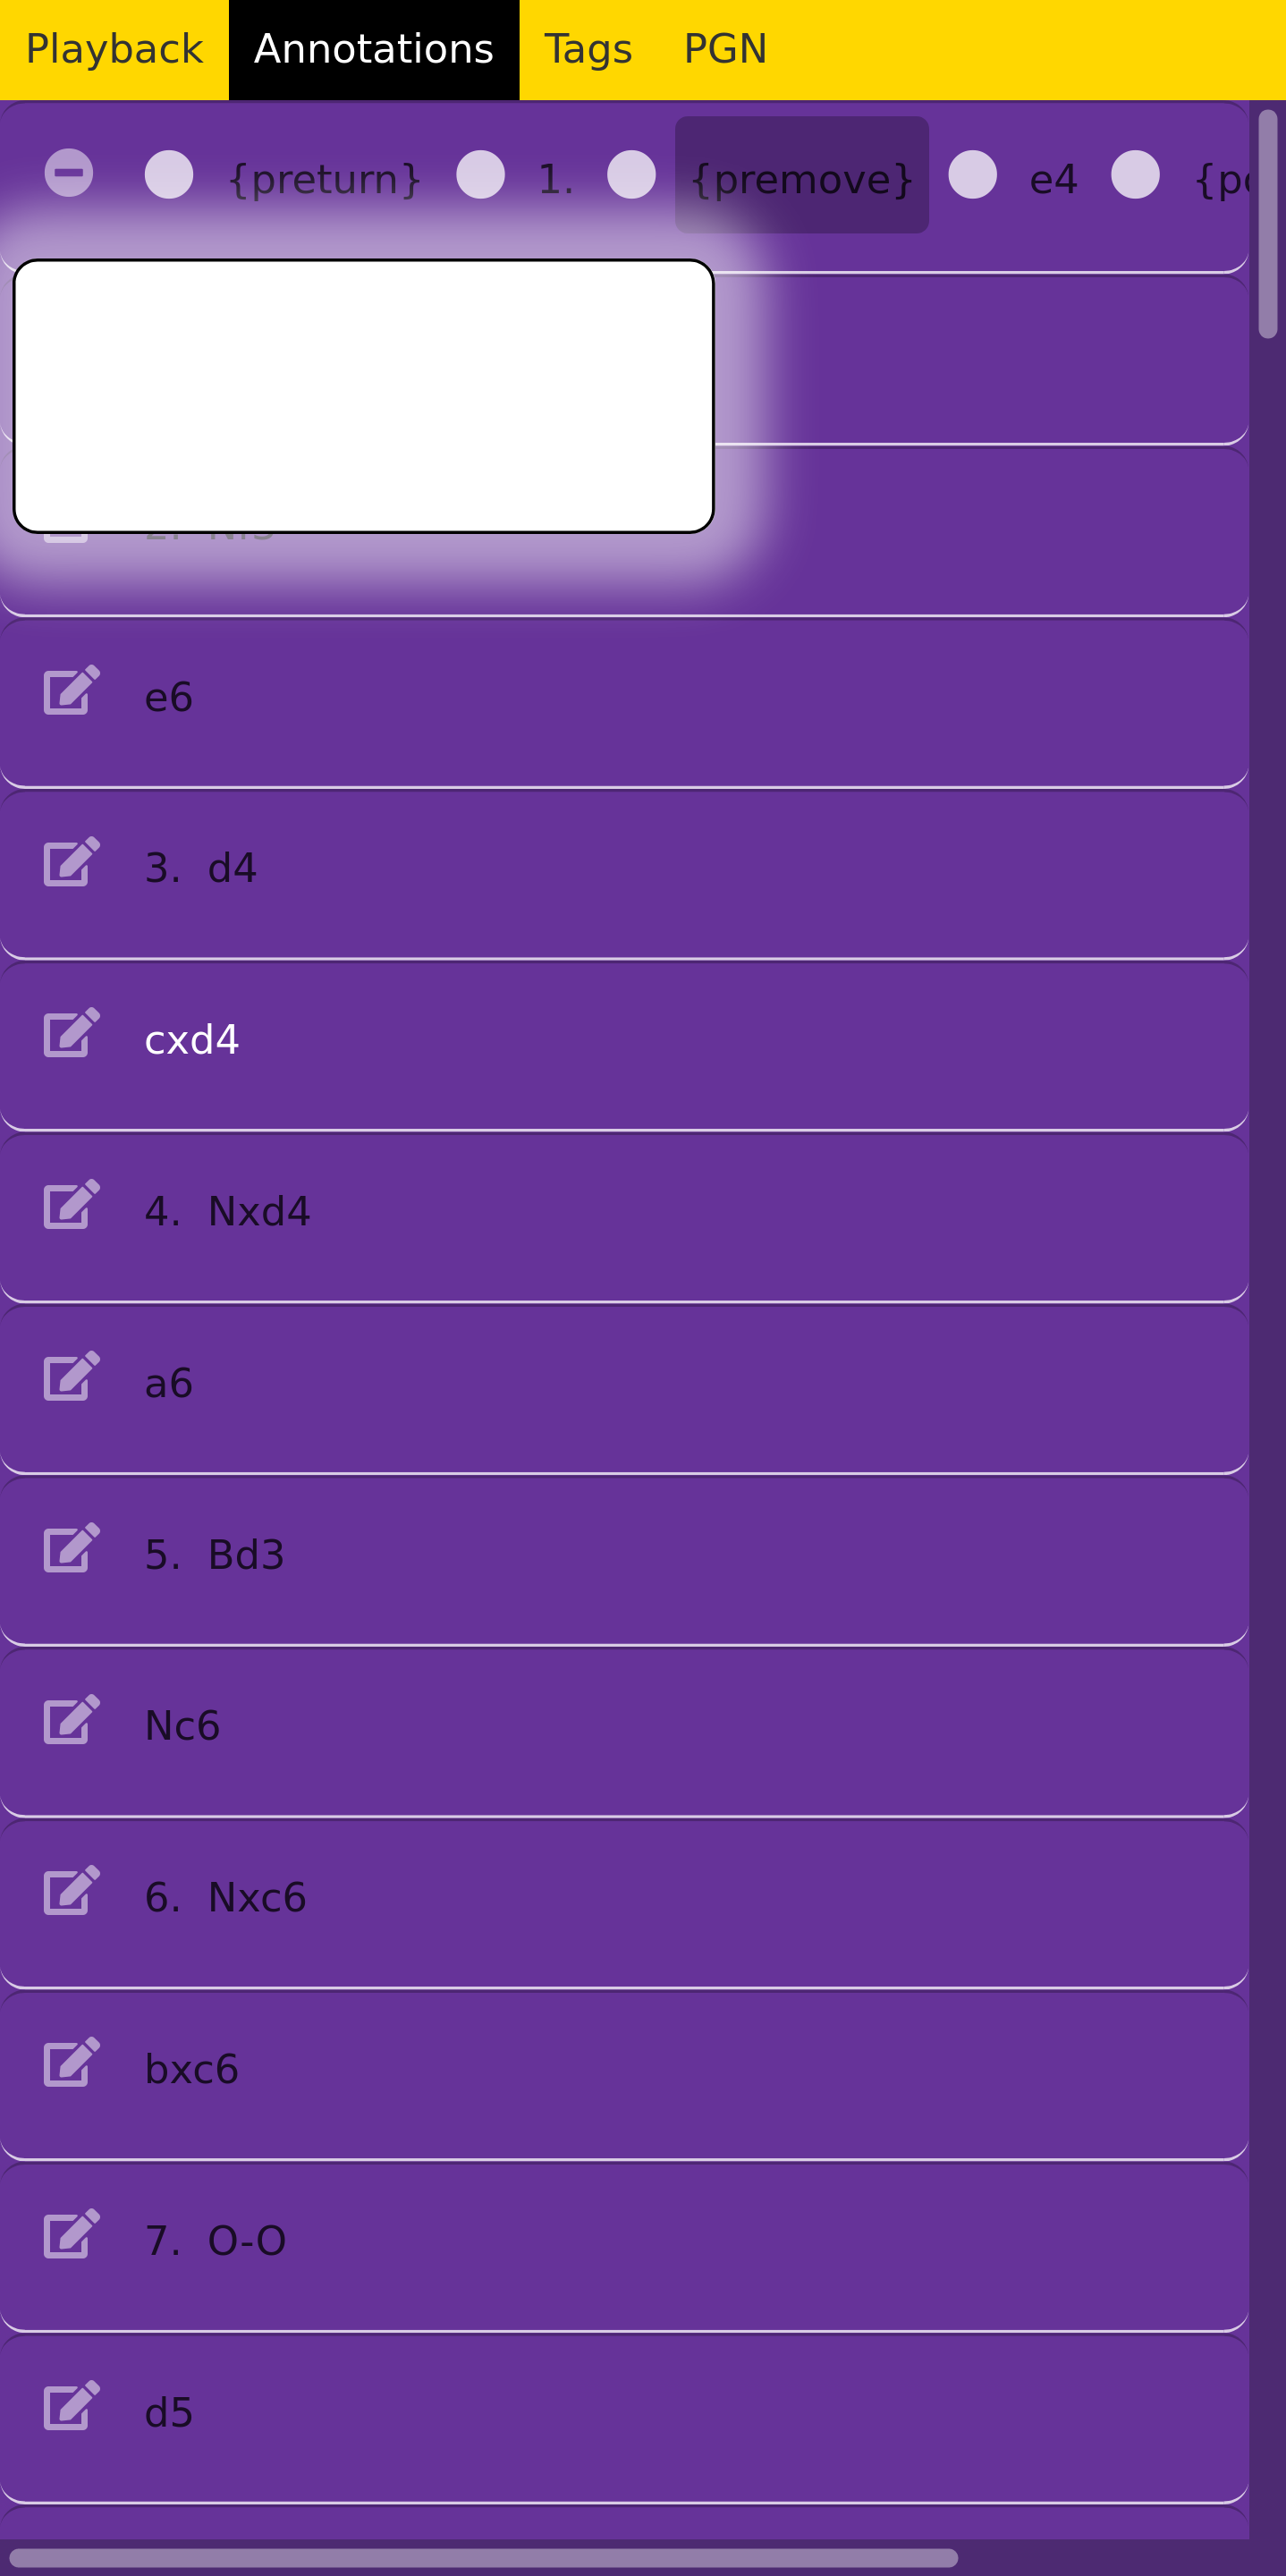 Playback Annotations Tags PGN
{preturn} 1. {premove} e4 {po
2. Nf3
e6
3. d4
cxd4
4. Nxd4
a6
5. Bd3
Nc6
6. Nxc6
bxc6
7. O-O
d5